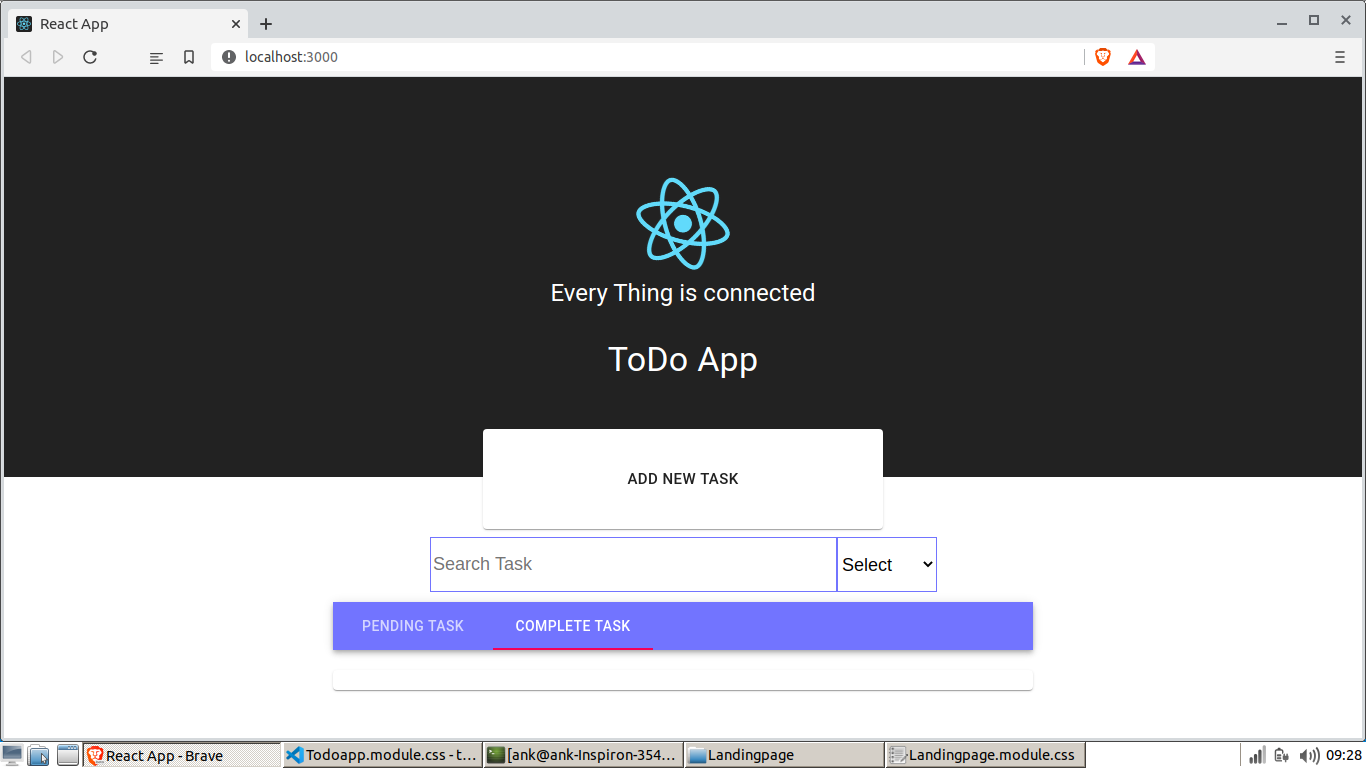 React App
localhost:3000
Every Thing is connected
ToDo App
ADD NEW TASK
Search Task
Select
PENDING TASK COMPLETE TASK
React App - Brave Todoapp.module.css - t... [ank@ank-Inspiron-354... Landingpage Landingpage.module.css 09:28